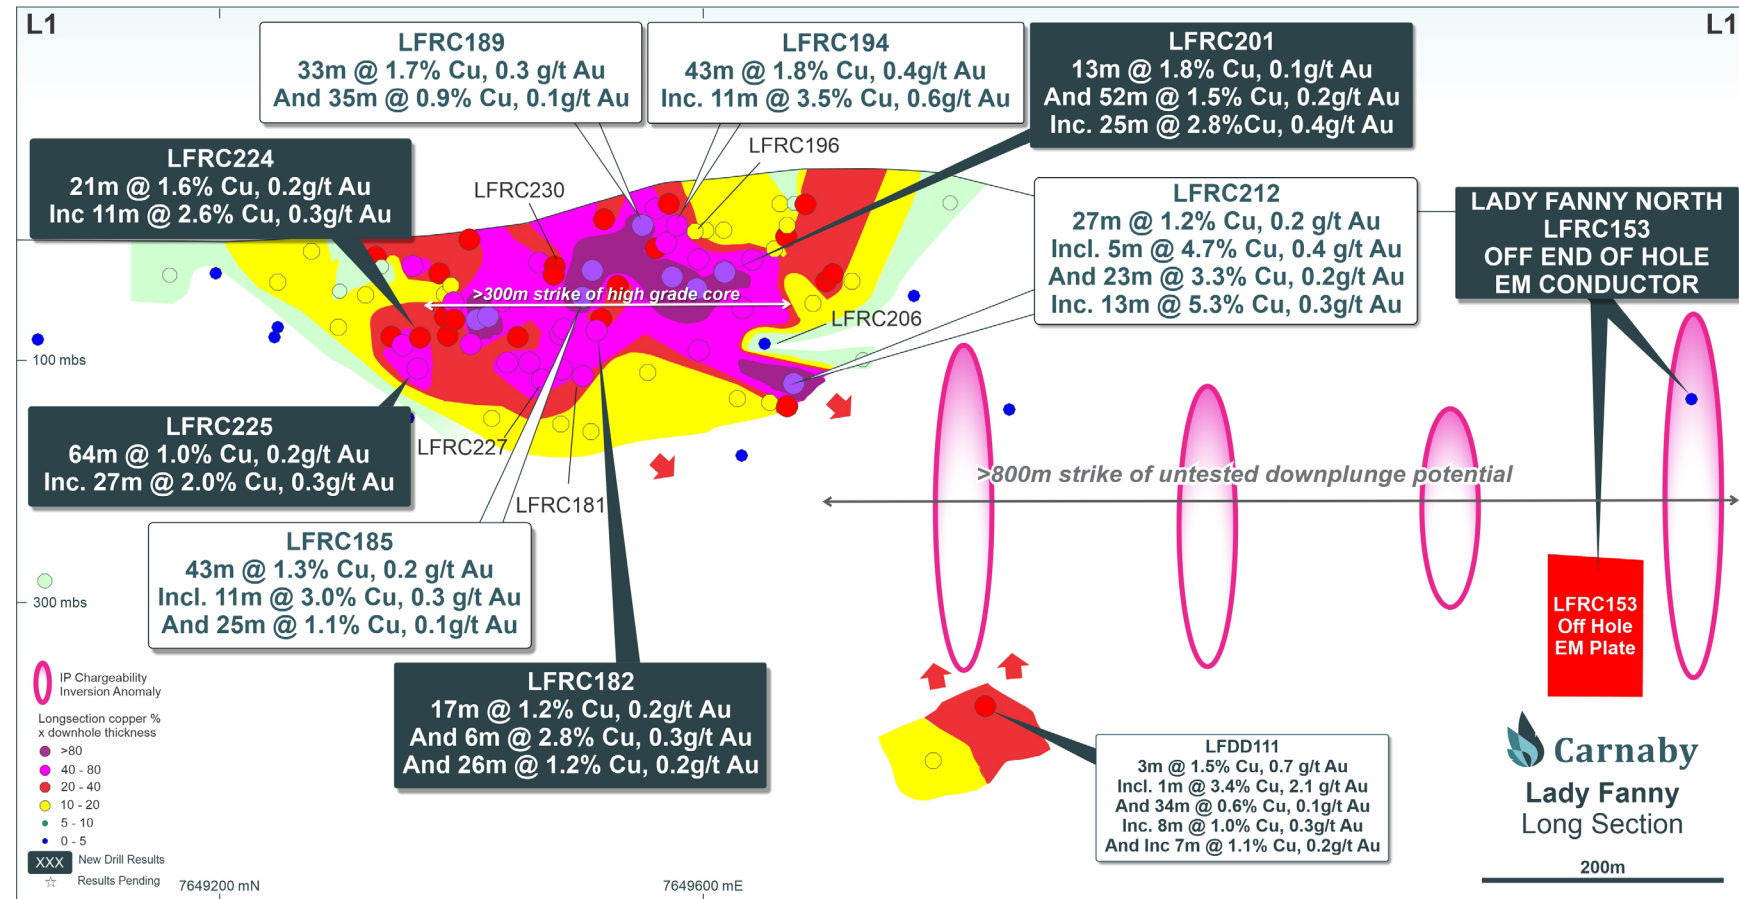 L1
L1
LFRC189
33m @ 1.7% Cu, 0.3 g/t Au
And 35m @ 0.9% Cu, 0.1g/t Au
LFRC194
43m @ 1.8% Cu, 0.4g/t Au
Inc. 11m @ 3.5% Cu, 0.6g/t Au
LFRC201
13m @ 1.8% Cu, 0.1g/t Au
And 52m @ 1.5% Cu, 0.2g/t Au
Inc. 25m @ 2.8%Cu, 0.4g/t Au
LFRC224
21m @ 1.6% Cu, 0.2g/t Au
Inc 11m @ 2.6% Cu, 0.3g/t Au
LFRC230
LFRC196
LFRC212
27m @ 1.2% Cu, 0.2 g/t Au
Incl. 5m @ 4.7% Cu, 0.4 g/t Au
And 23m @ 3.3% Cu, 0.2g/t Au
Inc. 13m @ 5.3% Cu, 0.3g/t Au
LADY FANNY NORTH
LFRC153
OFF END OF HOLE
EM CONDUCTOR
>300m strike of high grade core
LFRC206
100 mbs
LFRC225
64m @ 1.0% Cu, 0.2g/t Au
Inc. 27m @ 2.0% Cu, 0.3g/t Au
LFRC227
LFRC181
>800m strike of untested downplunge potential
LFRC185
43m @ 1.3% Cu, 0.2 g/t Au
Incl. 11m @ 3.0% Cu, 0.3 g/t Au
And 25m @ 1.1% Cu, 0.1g/t Au
300 mbs
LFRC153
Off Hole
EM Plate
LFRC182
17m @ 1.2% Cu, 0.2g/t Au
And 6m @ 2.8% Cu, 0.3g/t Au
And 26m @ 1.2% Cu, 0.2g/t Au
LFDD111
3m @ 1.5% Cu, 0.7 g/t Au
Incl. 1m @ 3.4% Cu, 2.1 g/t Au
And 34m @ 0.6% Cu, 0.1g/t Au
Inc. 8m @ 1.0% Cu, 0.3g/t Au
And Inc 7m @ 1.1% Cu, 0.2g/t Au
IP Chargeability
Inversion Anomaly
Longsection copper %
x downhole thickness
>80
40 - 80
20 - 40
10 - 20
5 - 10
0 - 5
XXX New Drill Results
Results Pending
7649200 mN
7649600 mE
Carnaby
Lady Fanny
Long Section
200m